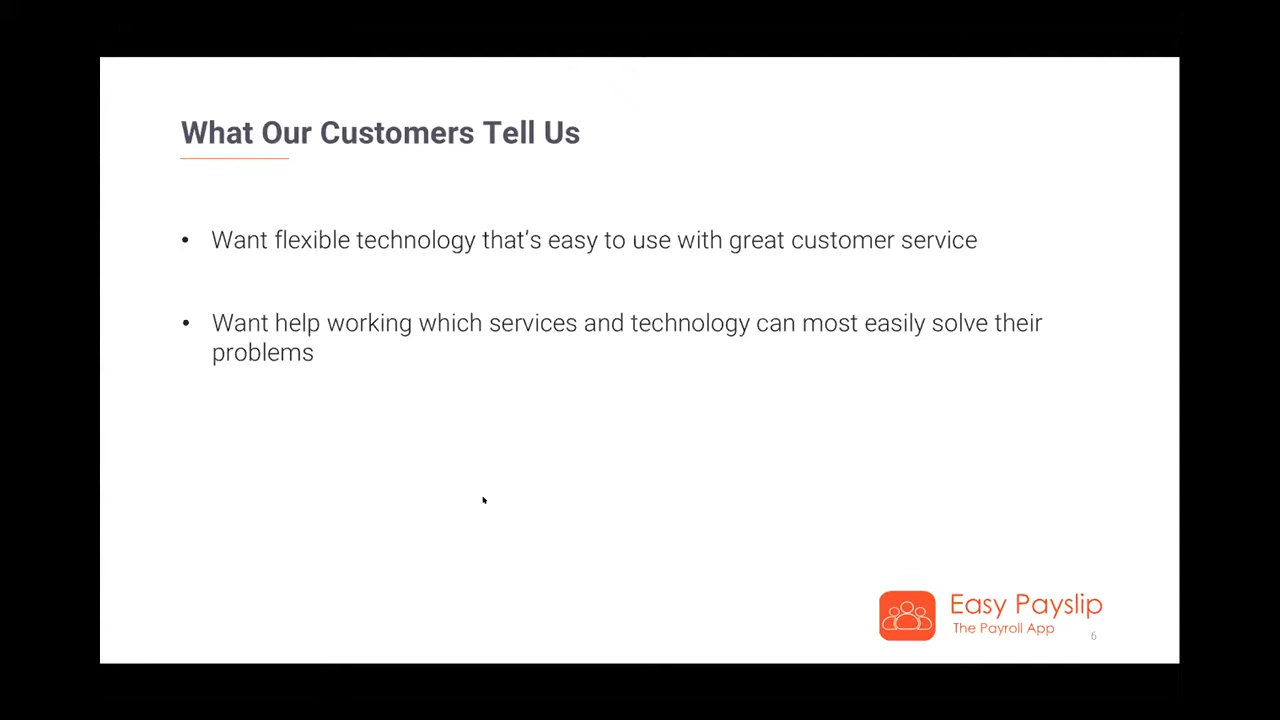 What Our Customers Tell Us
• Want flexible technology that's easy to use with great customer service
• Want help working which services and technology can most easily solve their
problems
Easy Payslip
The Payroll App
6